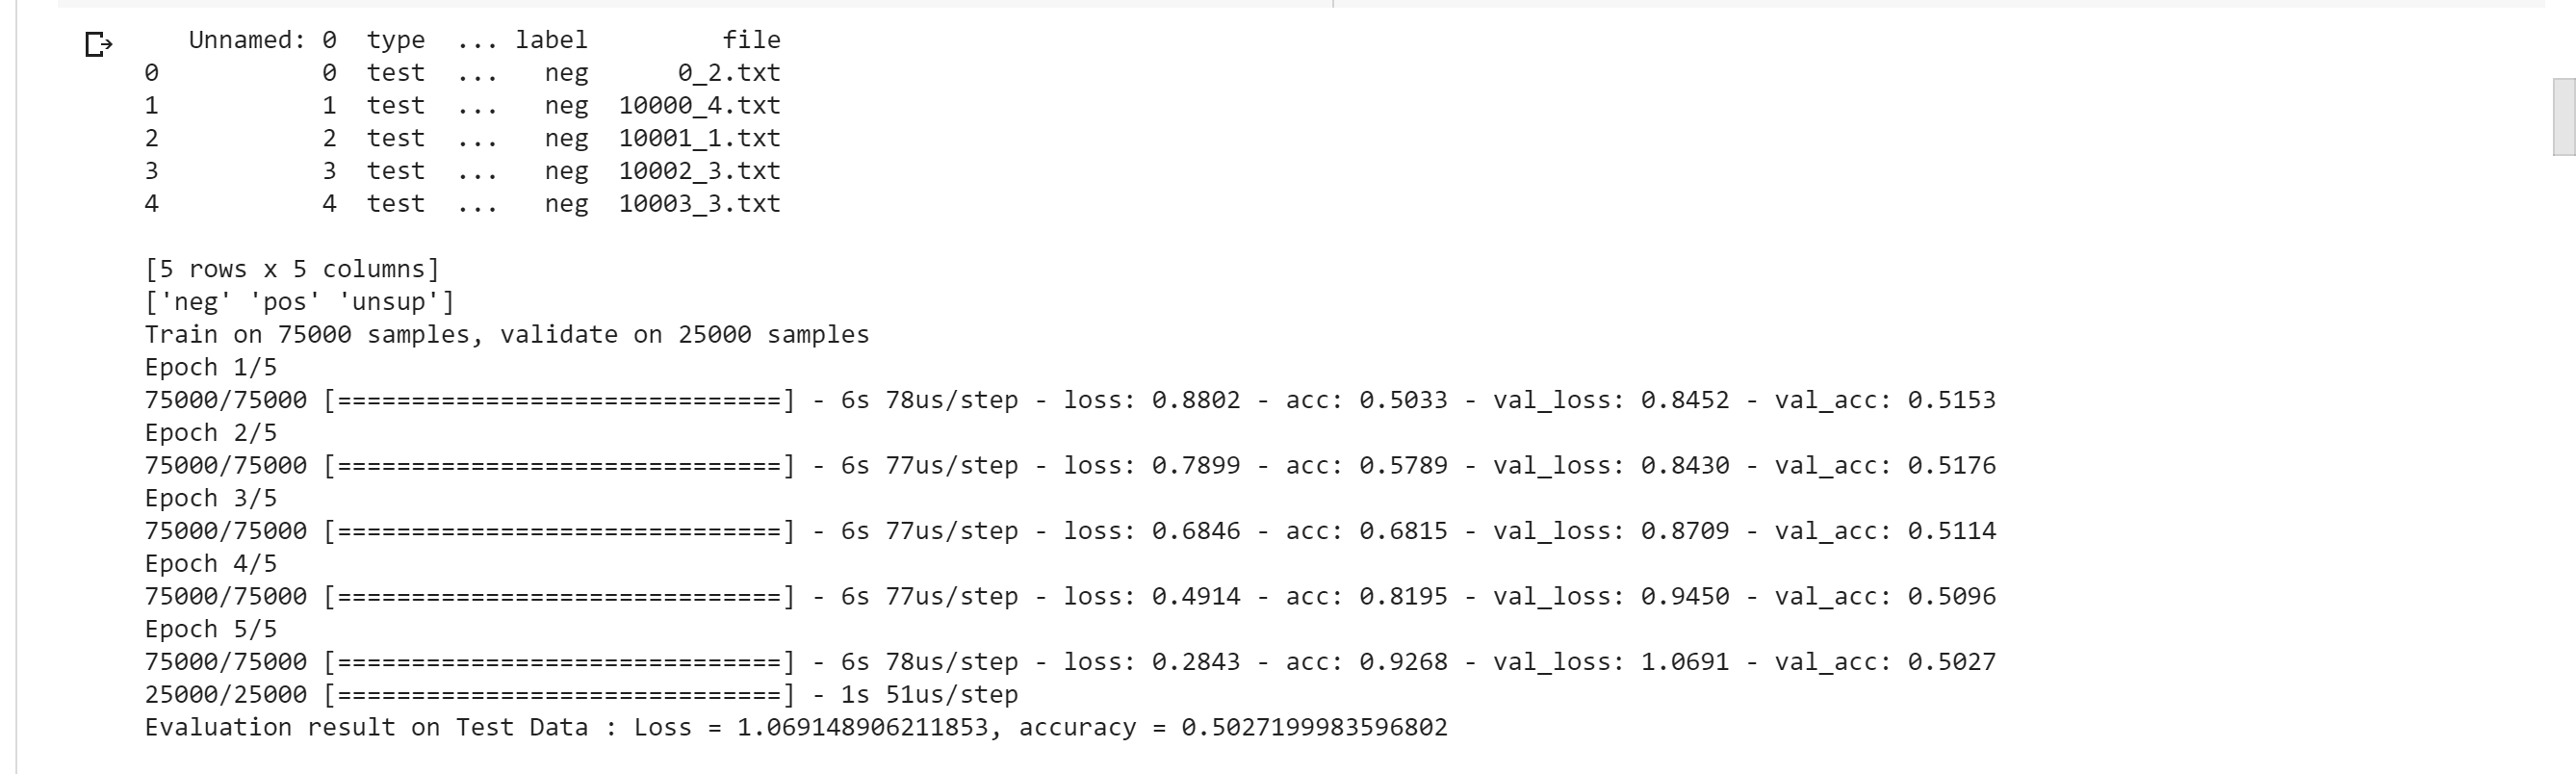 Unnamed: 0  type  ... label         file
0           0  test  ...   neg      0_2.txt
1           1  test  ...   neg  10000_4.txt
2           2  test  ...   neg  10001_1.txt
3           3  test  ...   neg  10002_3.txt
4           4  test  ...   neg  10003_3.txt
[5 rows x 5 columns]
['neg' 'pos' 'unsup']
Train on 75000 samples, validate on 25000 samples
Epoch 1/5
75000/75000 [==============================] - 6s 78us/step - loss: 0.8802 - acc: 0.5033 - val_loss: 0.8452 - val_acc: 0.5153
Epoch 2/5
75000/75000 [==============================] - 6s 77us/step - loss: 0.7899 - acc: 0.5789 - val_loss: 0.8430 - val_acc: 0.5176
Epoch 3/5
75000/75000 [==============================] - 6s 77us/step - loss: 0.6846 - acc: 0.6815 - val_loss: 0.8709 - val_acc: 0.5114
Epoch 4/5
75000/75000 [==============================] - 6s 77us/step - loss: 0.4914 - acc: 0.8195 - val_loss: 0.9450 - val_acc: 0.5096
Epoch 5/5
75000/75000 [==============================] - 6s 78us/step - loss: 0.2843 - acc: 0.9268 - val_loss: 1.0691 - val_acc: 0.5027
25000/25000 [==============================] - 1s 51us/step
Evaluation result on Test Data : Loss = 1.069148906211853, accuracy = 0.5027199983596802